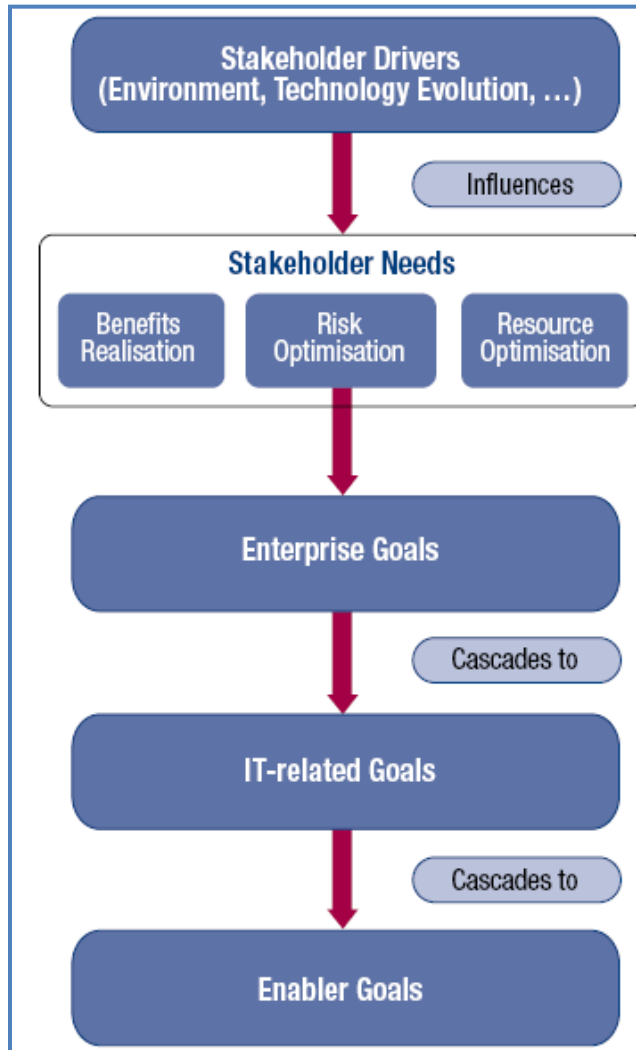 Stakeholder Drivers
(Environment, Technology Evolution, …)
Influences
Stakeholder Needs
Benefits
Realisation
Risk
Optimisation
Resource
Optimisation
Enterprise Goals
Cascades to
IT-related Goals
Cascades to
Enabler Goals